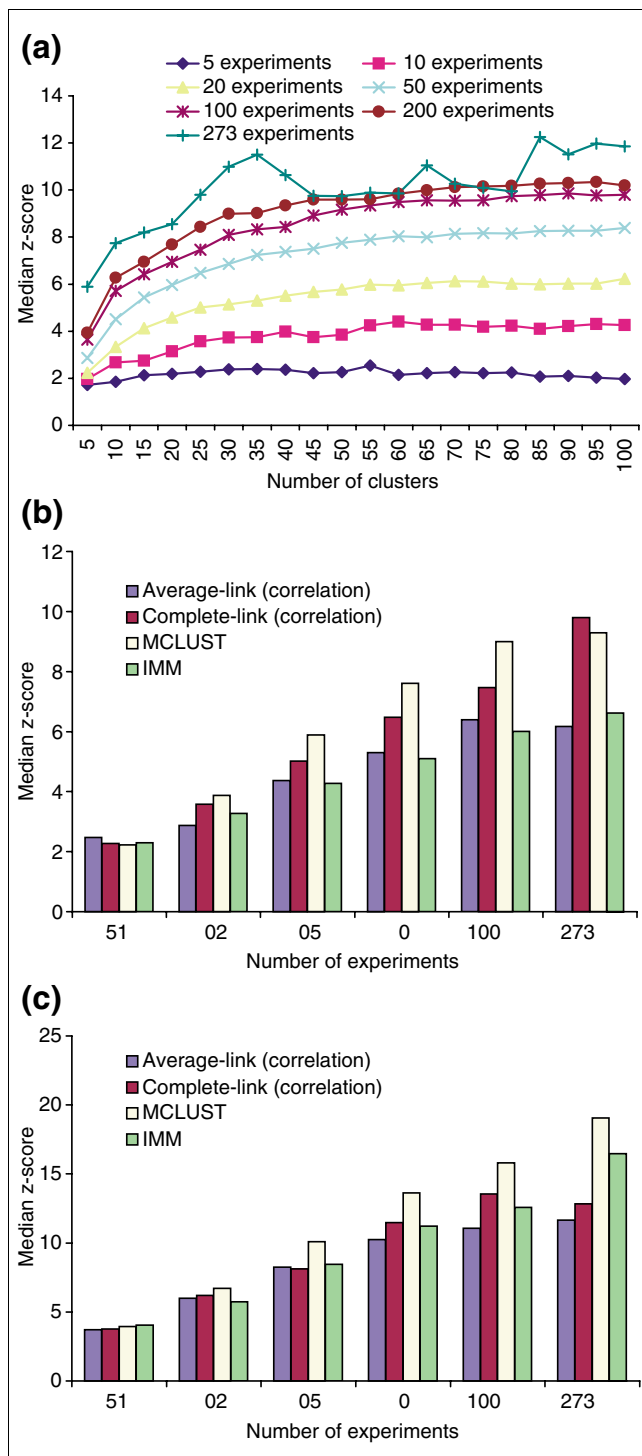 (a)
5 experiments
10 experiments
20 experiments
50 experiments
100 experiments
200 experiments
273 experiments
14
12
10
8
6
4
2
0
Median z-score
5 10 15 20 25 30 35 40 45 50 55 60 65 70 75 80 85 90 95 100
Number of clusters
(b)
12
10
8
6
4
2
0
Median z-score
Average-link (correlation)
Complete-link (correlation)
MCLUST
IMM
51 02 05 0 100 273
Number of experiments
(c)
25
20
15
10
5
0
Median z-score
Average-link (correlation)
Complete-link (correlation)
MCLUST
IMM
51 02 05 0 100 273
Number of experiments